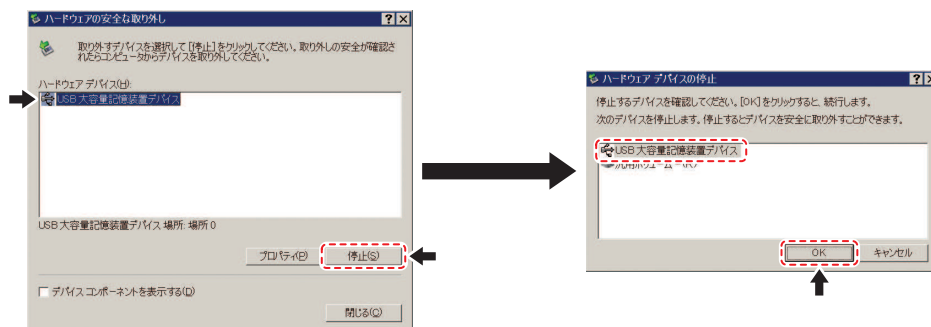 ハードウェアの安全な取り外し
取り外すデバイスを選択して [停止] をクリックしてください。取り外しの安全が確認さ
れたらコンピュータからデバイスを取り外してください。
ハードウェア デバイス(H):
USB 大容量記憶装置デバイス
USB 大容量記憶装置デバイス 場所: 場所 0
プロパティ(P)
停止(S)
デバイス コンポーネントを表示する(D)
閉じる(C)
ハードウェア デバイスの停止
停止するデバイスを確認してください。[OK] をクリックすると、続行します。
次のデバイスを停止します。停止するとデバイスを安全に取り外すことができます。
USB 大容量記憶装置デバイス
汎用ボリューム - (R)
OK
キャンセル